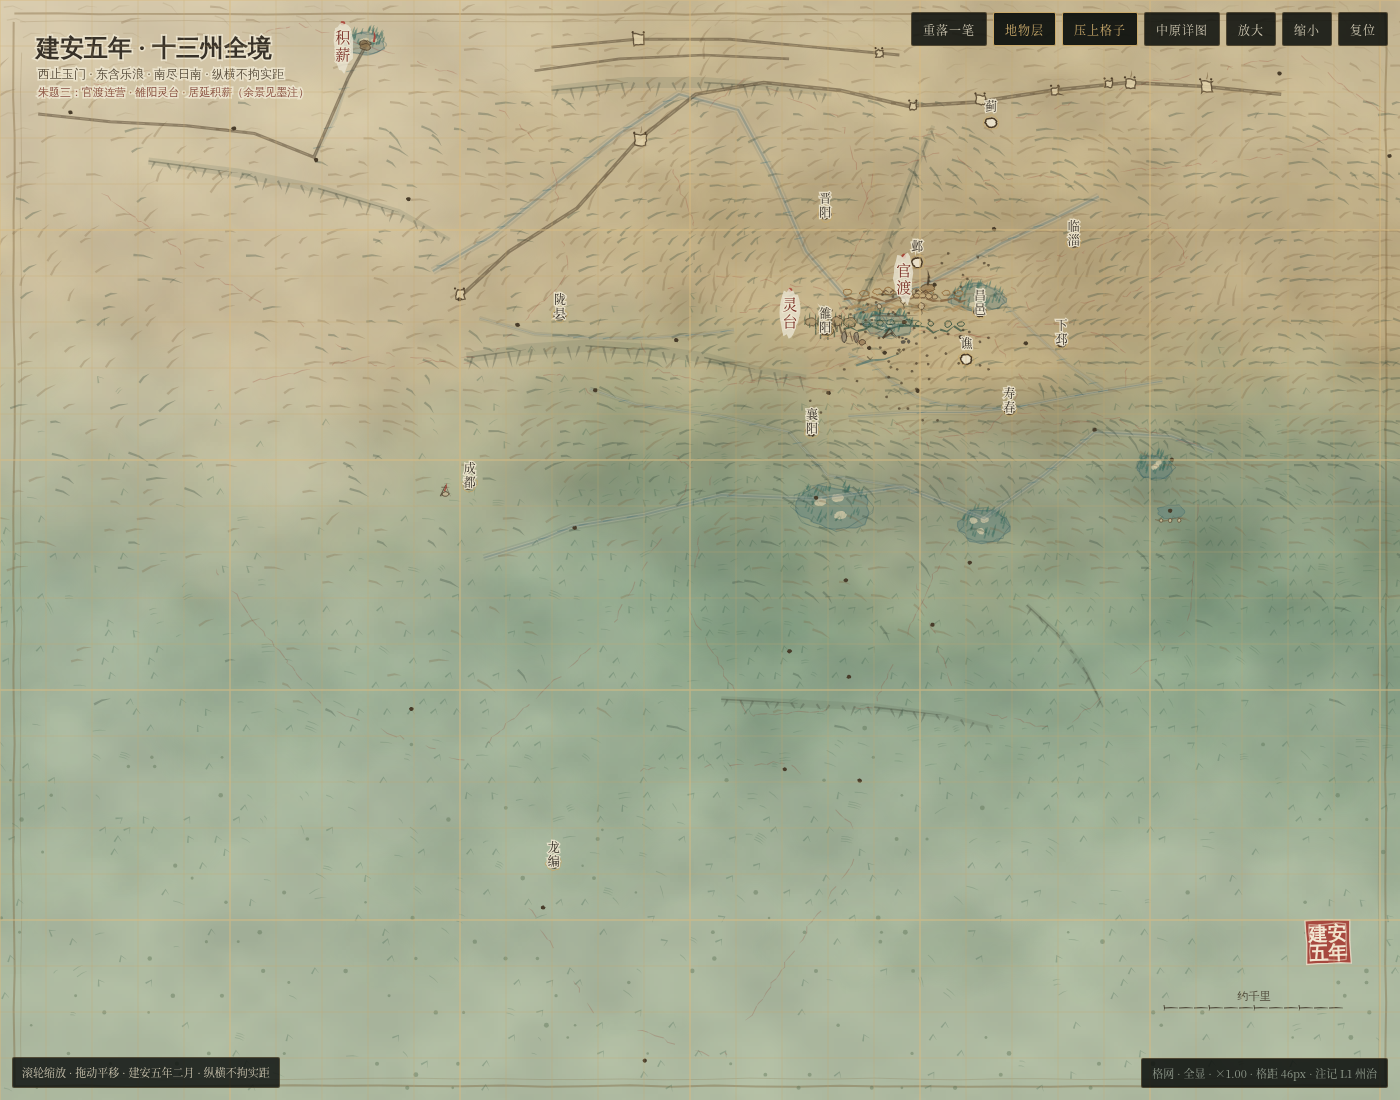 建安五年 · 十三州全境
西止玉门 · 东含乐浪 · 南尽日南 · 纵横不拘实距
朱题三：官渡连营 · 雒阳灵台 · 居延积薪（余景见墨注）
积薪
重落一笔
地物层
压上格子
中原详图
放大
缩小
复位
蓟
晋阳
临淄
邺
官渡
昌邑
陇县
灵台
雒阳
下邳
谯
寿春
襄阳
成都
龙编
建安五年
约千里
滚轮缩放 · 拖动平移 · 建安五年二月 · 纵横不拘实距
格网 · 全显 · ×1.00 · 格距 46px · 注记 L1 州治